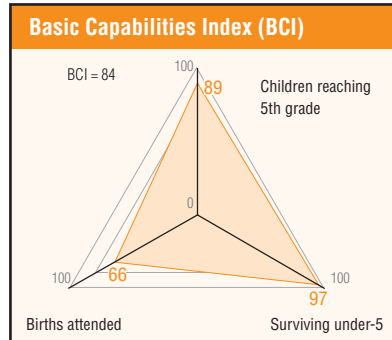 Basic Capabilities Index (BCI)
BCI = 84
100
89
Children reaching
5th grade
0
66
100
100
97
Births attended
Surviving under-5